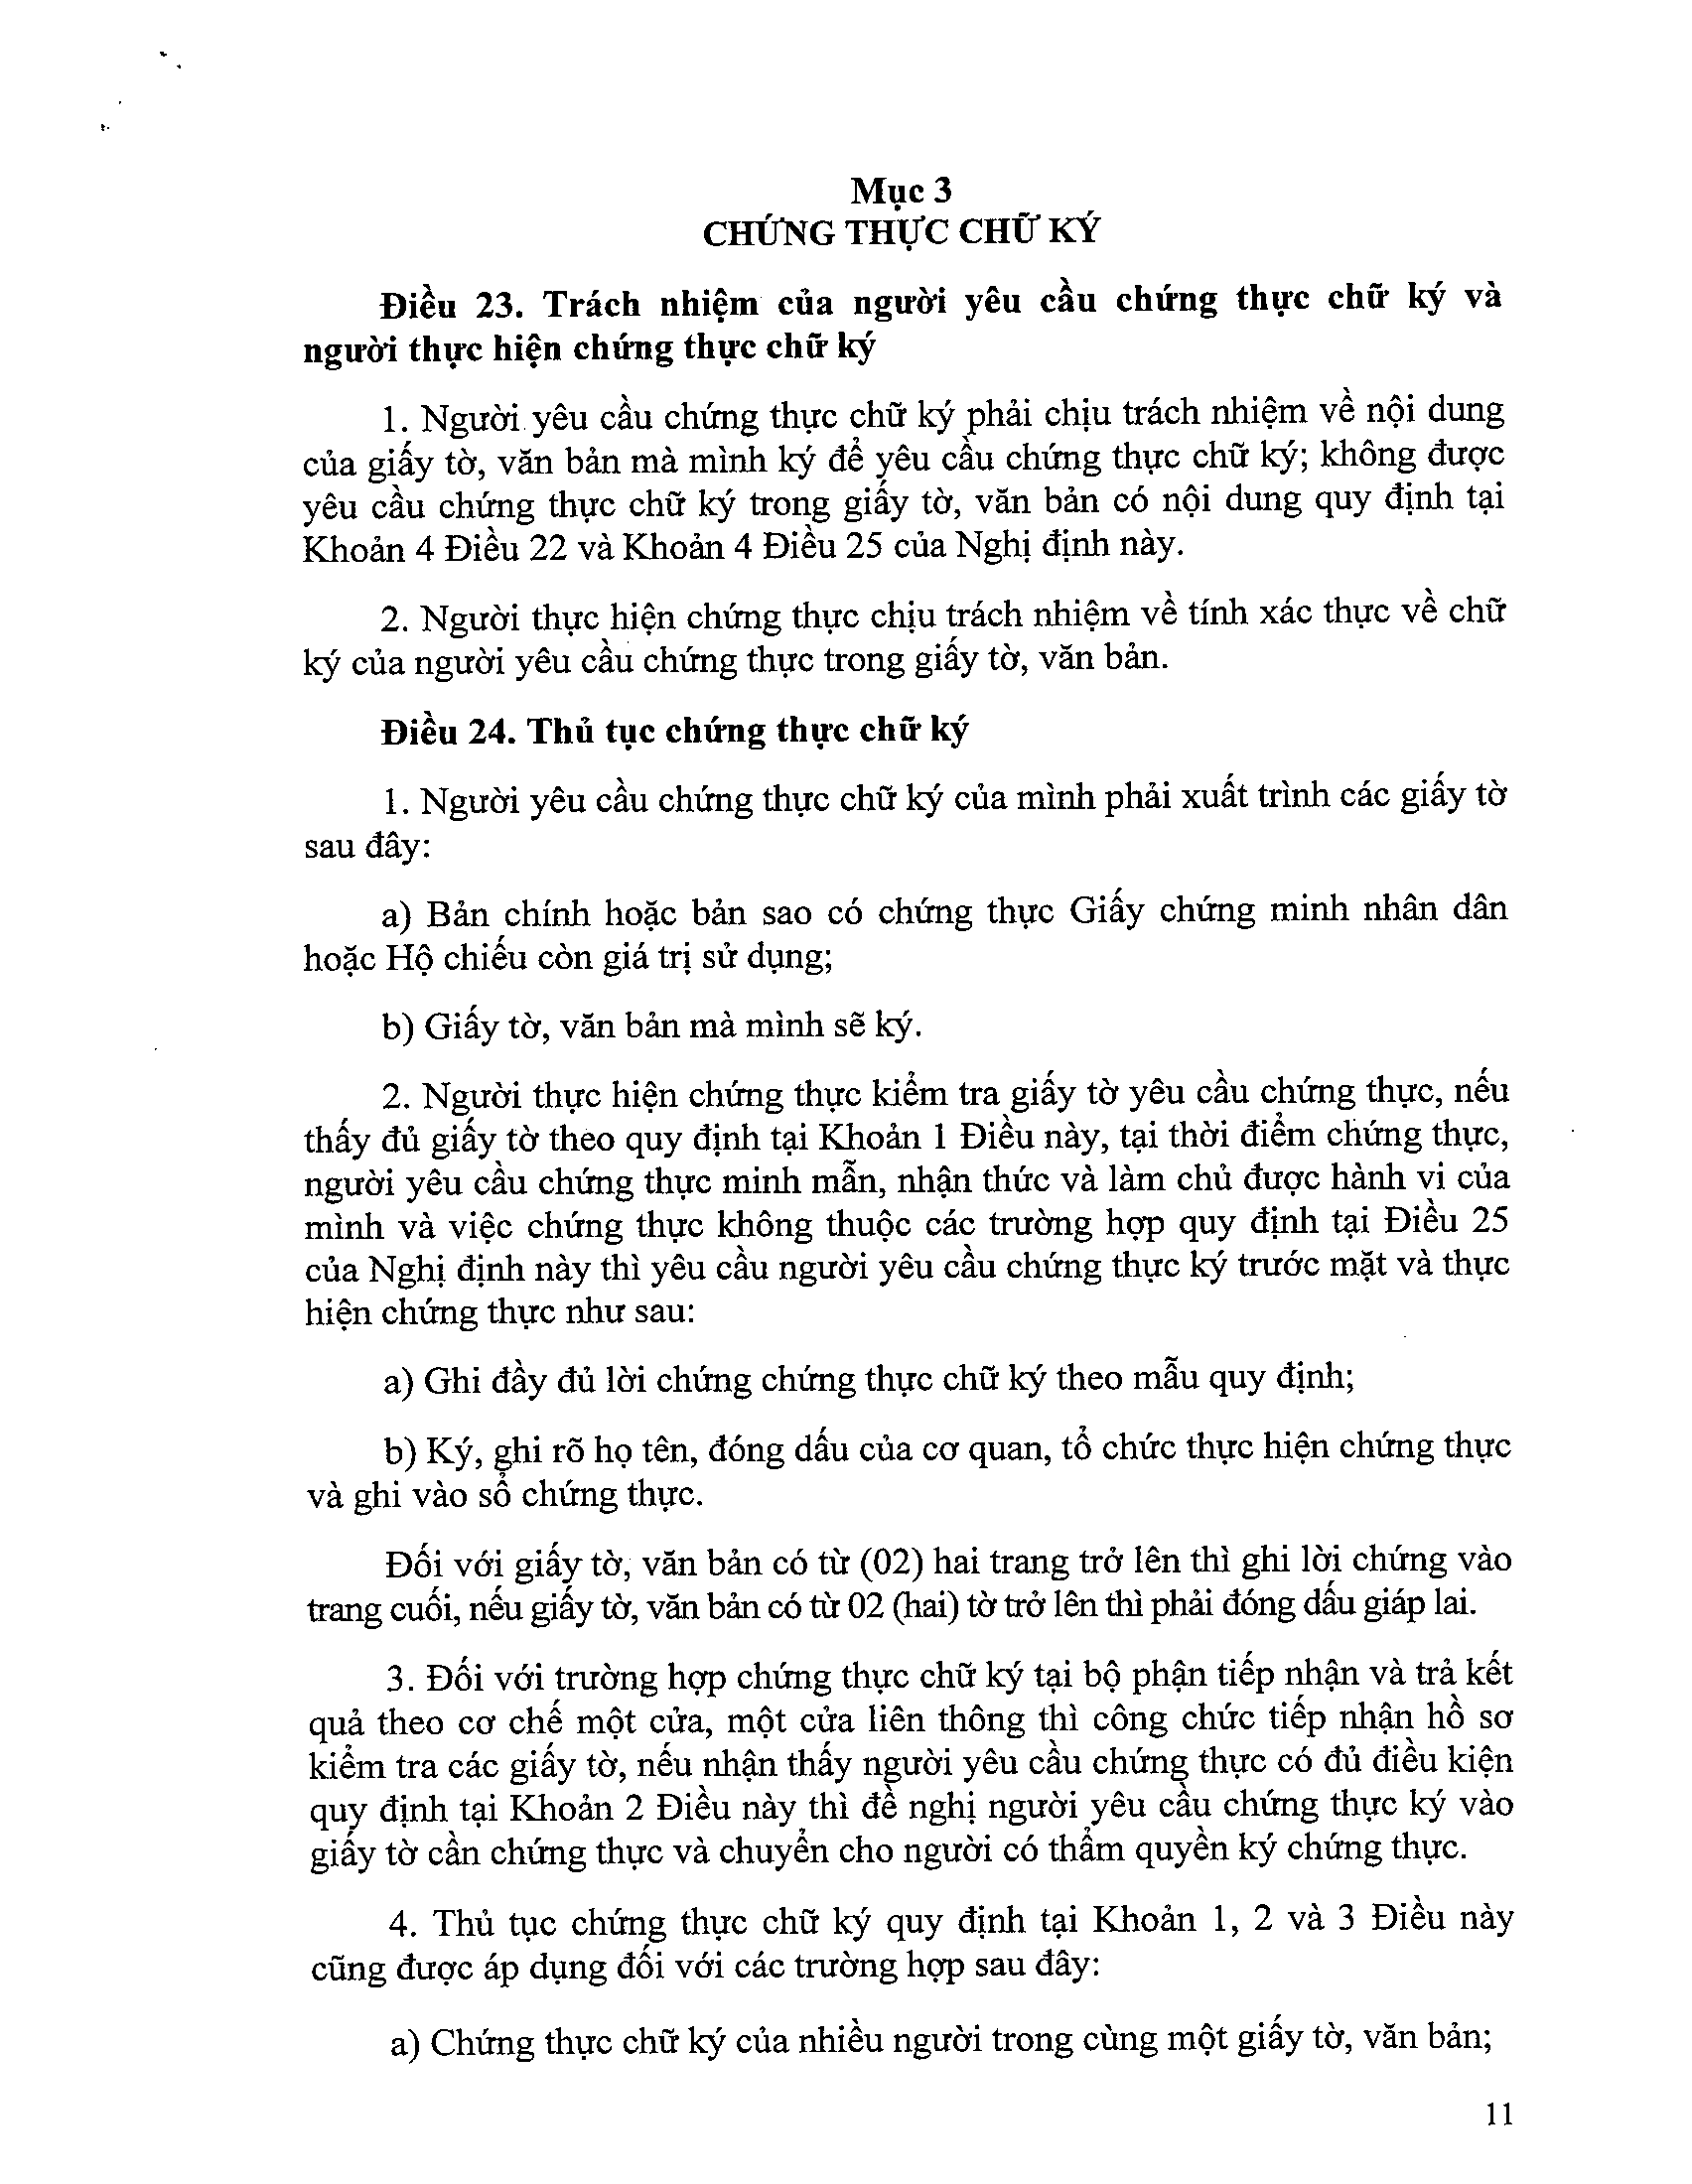 Mục 3
CHỨNG THỰC CHỮ KÝ
Điều 23. Trách nhiệm của người yêu cầu chứng thực chữ ký và
người thực hiện chứng thực chữ ký
1. Người yêu cầu chứng thực chữ ký phải chịu trách nhiệm về nội dung
của giấy tờ, văn bản mà mình ký để yêu cầu chứng thực chữ ký; không được
yêu cầu chứng thực chữ ký trong giấy tờ, văn bản có nội dung quy định tại
Khoản 4 Điều 22 và Khoản 4 Điều 25 của Nghị định này.
2. Người thực hiện chứng thực chịu trách nhiệm về tính xác thực về chữ
ký của người yêu cầu chứng thực trong giấy tờ, văn bản.
Điều 24. Thủ tục chứng thực chữ ký
1. Người yêu cầu chứng thực chữ ký của mình phải xuất trình các giấy tờ
sau đây:
a) Bản chính hoặc bản sao có chứng thực Giấy chứng minh nhân dân
hoặc Hộ chiếu còn giá trị sử dụng;
b) Giấy tờ, văn bản mà mình sẽ ký.
2. Người thực hiện chứng thực kiểm tra giấy tờ yêu cầu chứng thực, nếu
thấy đủ giấy tờ theo quy định tại Khoản 1 Điều này, tại thời điểm chứng thực,
người yêu cầu chứng thực minh mẫn, nhận thức và làm chủ được hành vi của
mình và việc chứng thực không thuộc các trường hợp quy định tại Điều 25
của Nghị định này thì yêu cầu người yêu cầu chứng thực ký trước mặt và thực
hiện chứng thực như sau:
a) Ghi đầy đủ lời chứng chứng thực chữ ký theo mẫu quy định;
b) Ký, ghi rõ họ tên, đóng dấu của cơ quan, tổ chức thực hiện chứng thực
và ghi vào sổ chứng thực.
Đối với giấy tờ, văn bản có từ (02) hai trang trở lên thì ghi lời chứng vào
trang cuối, nếu giấy tờ, văn bản có từ 02 (hai) tờ trở lên thì phải đóng dấu giáp lai.
3. Đối với trường hợp chứng thực chữ ký tại bộ phận tiếp nhận và trả kết
quả theo cơ chế một cửa, một cửa liên thông thì công chức tiếp nhận hồ sơ
kiểm tra các giấy tờ, nếu nhận thấy người yêu cầu chứng thực có đủ điều kiện
quy định tại Khoản 2 Điều này thì đề nghị người yêu cầu chứng thực ký vào
giấy tờ cần chứng thực và chuyển cho người có thẩm quyền ký chứng thực.
4. Thủ tục chứng thực chữ ký quy định tại Khoản 1, 2 và 3 Điều này
cũng được áp dụng đối với các trường hợp sau đây:
a) Chứng thực chữ ký của nhiều người trong cùng một giấy tờ, văn bản;
11